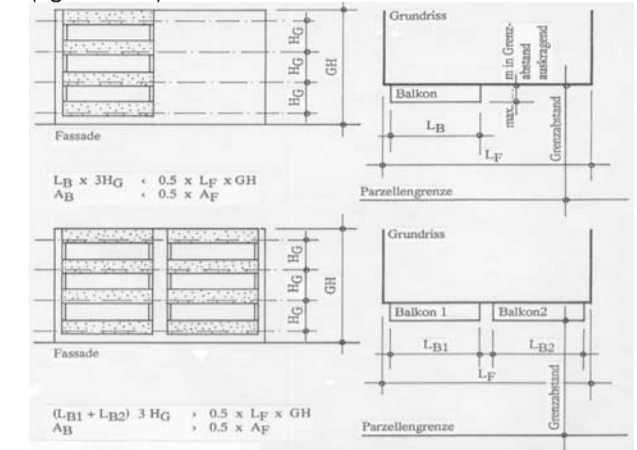 Grundriss
HG
HG
HG
GH
max. m in Grenz-
abstand
auskragend
Balkon
Grenzabstand
Fassade
LB
LF
LB x 3HG ‹ 0.5 x LF x GH
AB ‹ 0.5 x AF
Parzellengrenze
Grundriss
HG
HG
HG
GH
Balkon 1
Balkon2
LB1
LB2
Fassade
LF
Grenzabstand
(LB1 + LB2) 3 HG › 0.5 x LF x GH
AB › 0.5 x AF
Parzellengrenze